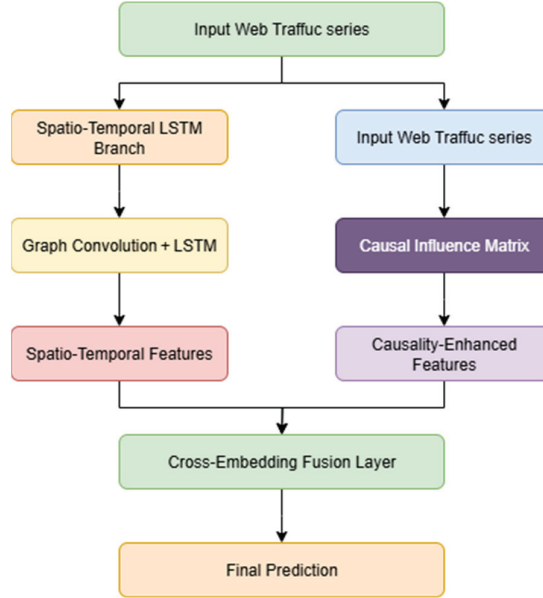 Input Web Traffuc series
Spatio-Temporal LSTM
Branch
Input Web Traffuc series
Graph Convolution + LSTM
Causal Influence Matrix
Spatio-Temporal Features
Causality-Enhanced
Features
Cross-Embedding Fusion Layer
Final Prediction